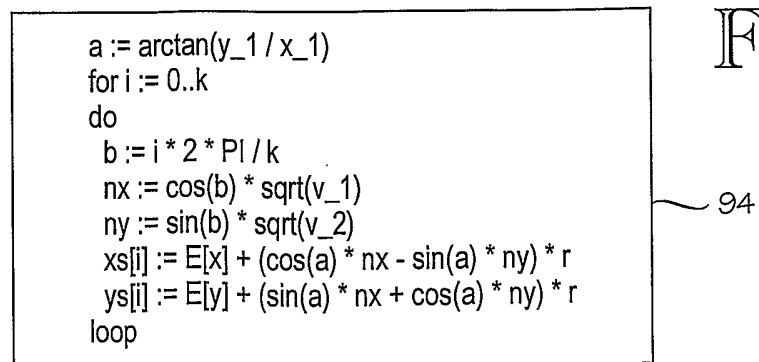 a := arctan(y_1 / x_1)
for i := 0..k
do
b := i * 2 * PI / k
nx := cos(b) * sqrt(v_1)
ny := sin(b) * sqrt(v_2)
xs[i] := E[x] + (cos(a) * nx - sin(a) * ny) * r
ys[i] := E[y] + (sin(a) * nx + cos(a) * ny) * r
loop
94
F